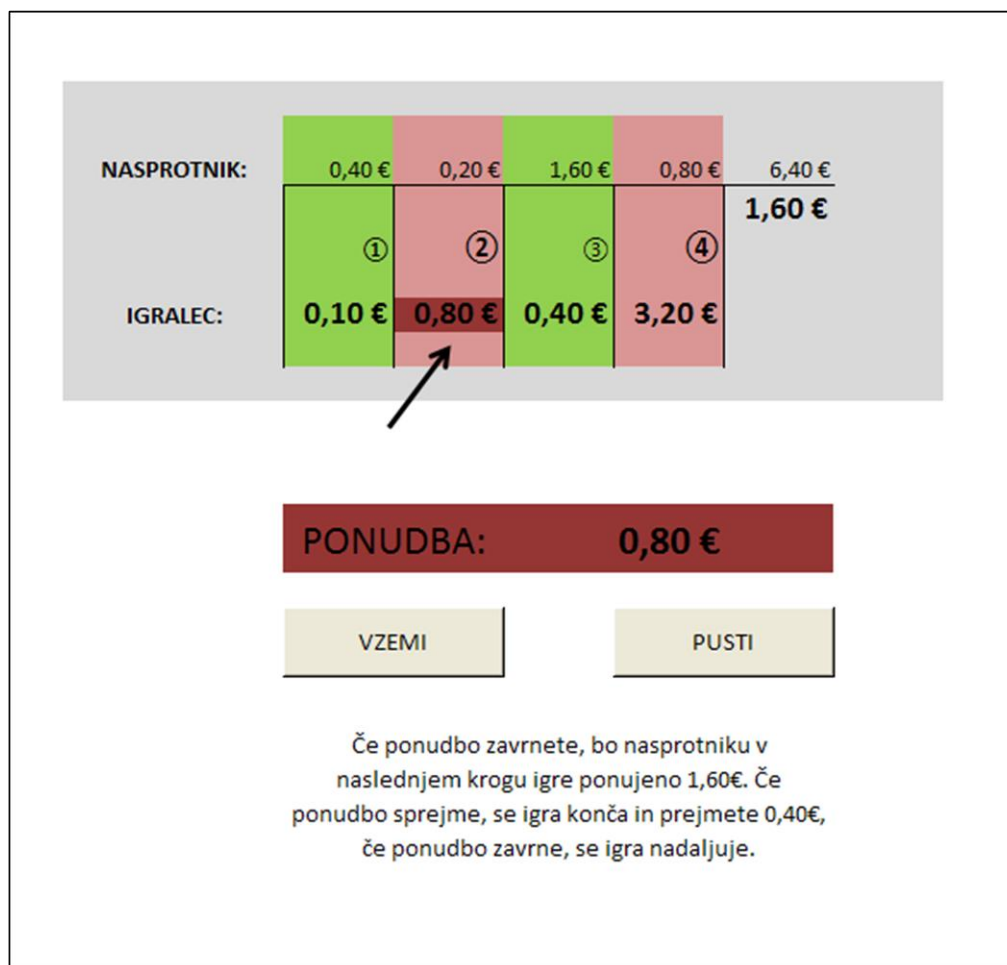 NASPROTNIK: 0,40 € 0,20 € 1,60 € 0,80 € 6,40 €
1,60 €
① ② ③ ④
IGRALEC: 0,10 € 0,80 € 0,40 € 3,20 €
PONUDBA: 0,80 €
VZEMI PUSTI
Če ponudbo zavrnete, bo nasprotniku v
naslednjem krogu igre ponujeno 1,60€. Če
ponudbo sprejme, se igra konča in prejmete 0,40€,
če ponudbo zavrne, se igra nadaljuje.